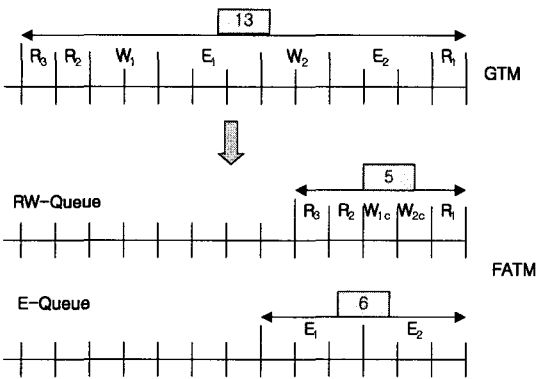 13
R3 R2 W1 E1 W2 E2 R1
GTM
5
RW-Queue
R3 R2 W1c W2c R1
FATM
6
E-Queue
E1 E2